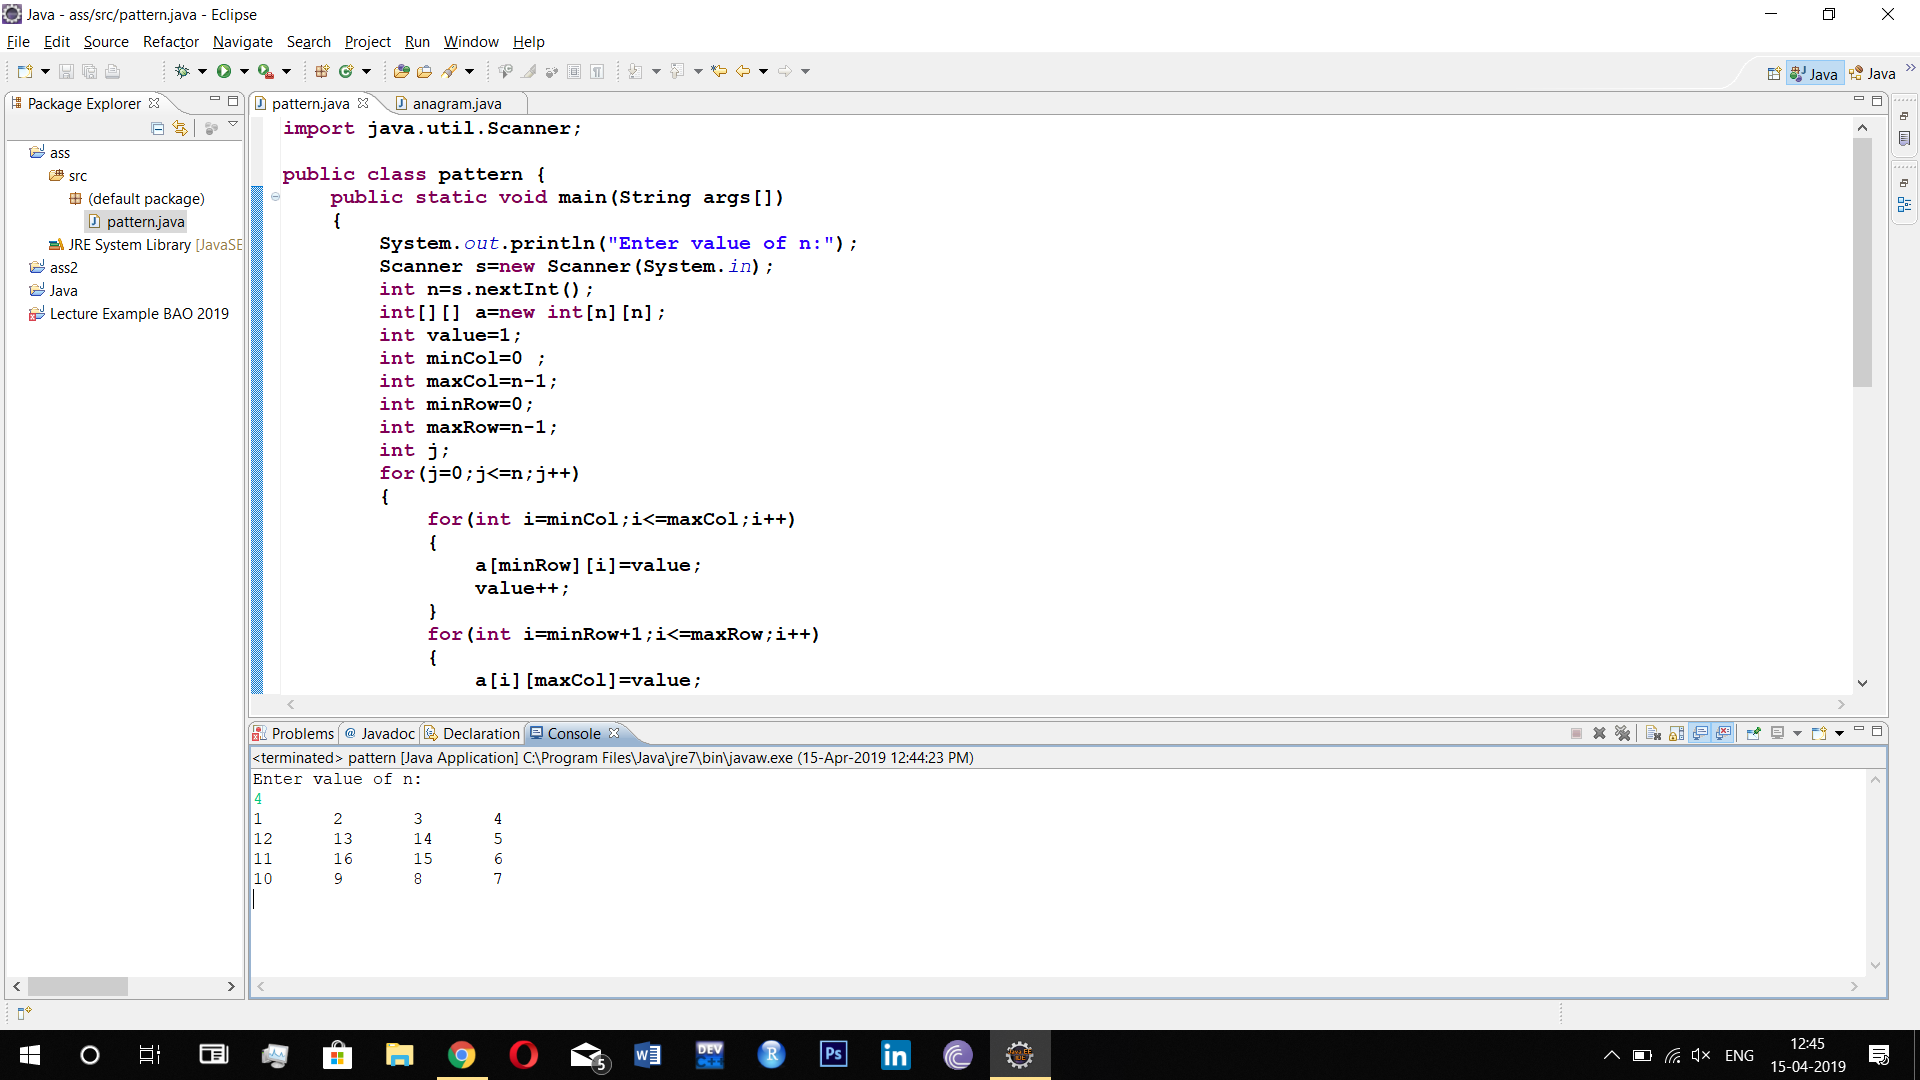 Java - ass/src/pattern.java - Eclipse
File Edit Source Refactor Navigate Search Project Run Window Help
Java Java
Package Explorer
pattern.java anagram.java
ass
src
(default package)
pattern.java
JRE System Library [JavaSE
ass2
Java
Lecture Example BAO 2019
import java.util.Scanner;
public class pattern {
public static void main(String args[])
{
System.out.println("Enter value of n:");
Scanner s=new Scanner(System.in);
int n=s.nextInt();
int[][] a=new int[n][n];
int value=1;
int minCol=0 ;
int maxCol=n-1;
int minRow=0;
int maxRow=n-1;
int j;
for(j=0;j<=n;j++)
{
for(int i=minCol;i<=maxCol;i++)
{
a[minRow][i]=value;
value++;
}
for(int i=minRow+1;i<=maxRow;i++)
{
a[i][maxCol]=value;
Problems @ Javadoc Declaration Console
<terminated> pattern [Java Application] C:\Program Files\Java\jre7\bin\javaw.exe (15-Apr-2019 12:44:23 PM)
Enter value of n:
4
1 2 3 4
12 13 14 5
11 16 15 6
10 9 8 7
5
DEV
C++
R
Ps
in
ENG
12:45
15-04-2019